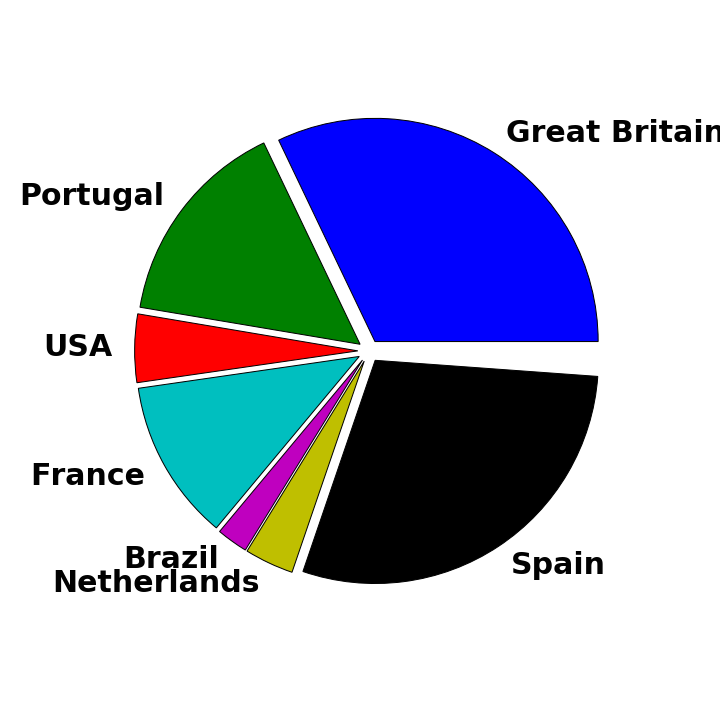 Great Britain
Portugal
USA
France
Brazil
Netherlands
Spain